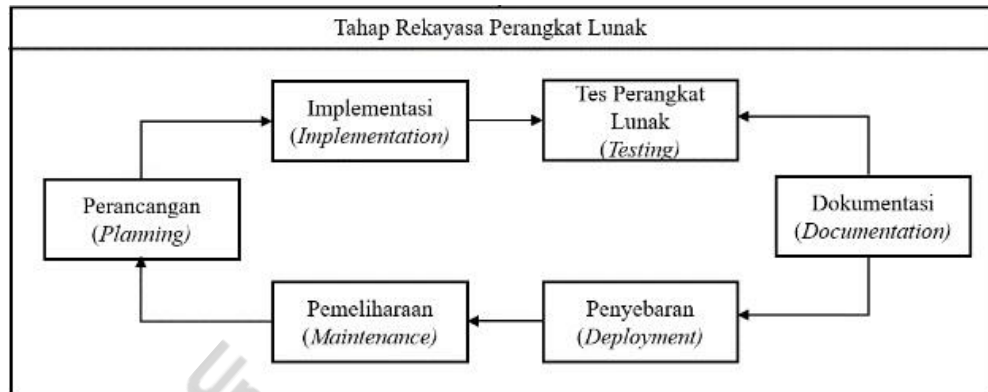 Tahap Rekayasa Perangkat Lunak
Implementasi
(Implementation)
Tes Perangkat
Lunak
(Testing)
Perancangan
(Planning)
Dokumentasi
(Documentation)
Pemeliharaan
(Maintenance)
Penyebaran
(Deployment)